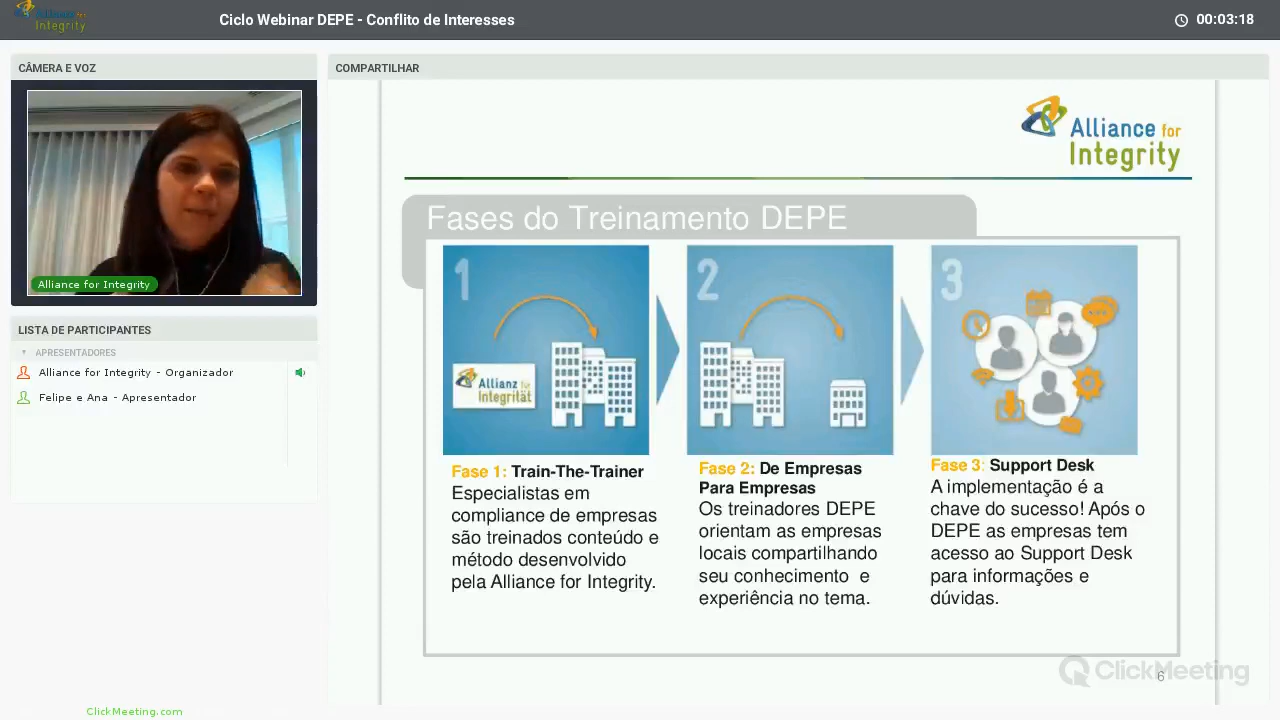 Alliance for
Integrity
Ciclo Webinar DEPE - Conflito de Interesses
00:03:18
CÂMERA E VOZ
Alliance for Integrity
LISTA DE PARTICIPANTES
APRESENTADORES
Alliance for Integrity - Organizador
Felipe e Ana - Apresentador
ClickMeeting.com
COMPARTILHAR
Alliance for
Integrity
Fases do Treinamento DEPE
1
Allianz für
Integrität
Fase 1: Train-The-Trainer
Especialistas em
compliance de empresas
são treinados conteúdo e
método desenvolvido
pela Alliance for Integrity.
2
Fase 2: De Empresas
Para Empresas
Os treinadores DEPE
orientam as empresas
locais compartilhando
seu conhecimento e
experiência no tema.
3
Fase 3: Support Desk
A implementação é a
chave do sucesso! Após o
DEPE as empresas tem
acesso ao Support Desk
para informações e
dúvidas.
ClickMeeting
6